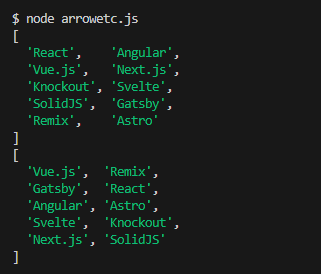 $ node arrowetc.js
[
  'React',    'Angular',
  'Vue.js',   'Next.js',
  'Knockout', 'Svelte',
  'SolidJS',  'Gatsby',
  'Remix',    'Astro'
]
[
  'Vue.js',  'Remix',
  'Gatsby',  'React',
  'Angular', 'Astro',
  'Svelte',  'Knockout',
  'Next.js', 'SolidJS'
]